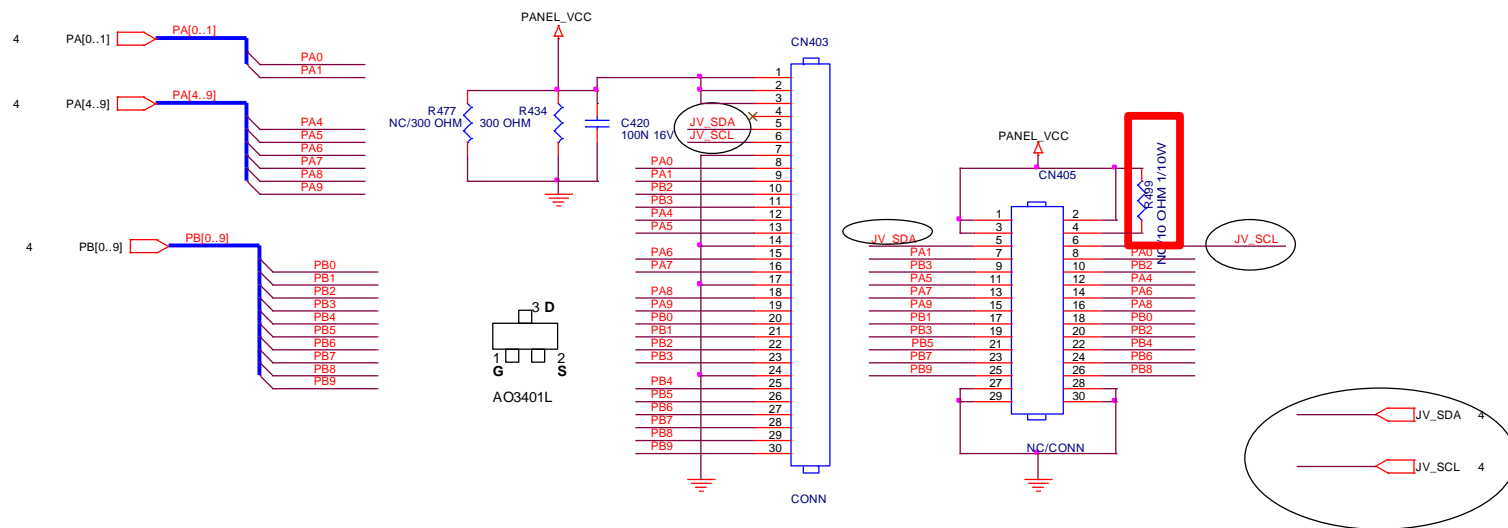 4 PA[0..1] PA[0..1]
PA0
PA1
4 PA[4..9] PA[4..9]
PA4
PA5
PA6
PA7
PA8
PA9
4 PB[0..9] PB[0..9]
PB0
PB1
PB2
PB3
PB4
PB5
PB6
PB7
PB8
PB9
PANEL_VCC
R477
NC/300 OHM
R434
300 OHM
C420
100N 16V
3 D
1
G
2
S
AO3401L
CN403
1
2
3
4
JV_SDA 5
JV_SCL 6
7
PA0 8
PA1 9
PB2 10
PB3 11
PA4 12
PA5 13
14
PA6 15
PA7 16
17
PA8 18
PA9 19
PB0 20
PB1 21
PB2 22
PB3 23
24
PB4 25
PB5 26
PB6 27
PB7 28
PB8 29
PB9 30
CONN
PANEL_VCC
CN405
R499
NC/10 OHM 1/10W
1 2
3 4
JV_SDA 5 6 JV_SCL
PA1 7 8 PA0
PB3 9 10 PB2
PA5 11 12 PA4
PA7 13 14 PA6
PA9 15 16 PA8
PB1 17 18 PB0
PB3 19 20 PB2
PB5 21 22 PB4
PB7 23 24 PB6
PB9 25 26 PB8
27 28
29 30
NC/CONN
JV_SDA 4
JV_SCL 4